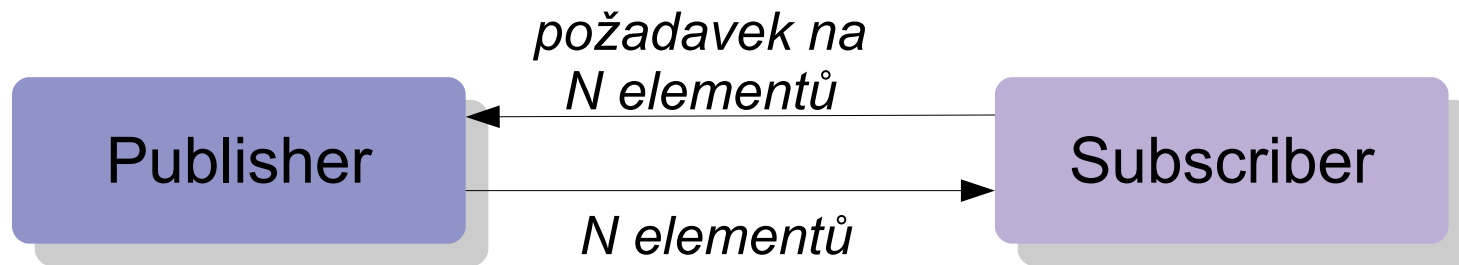 požadavek na
N elementů
Publisher
Subscriber
N elementů